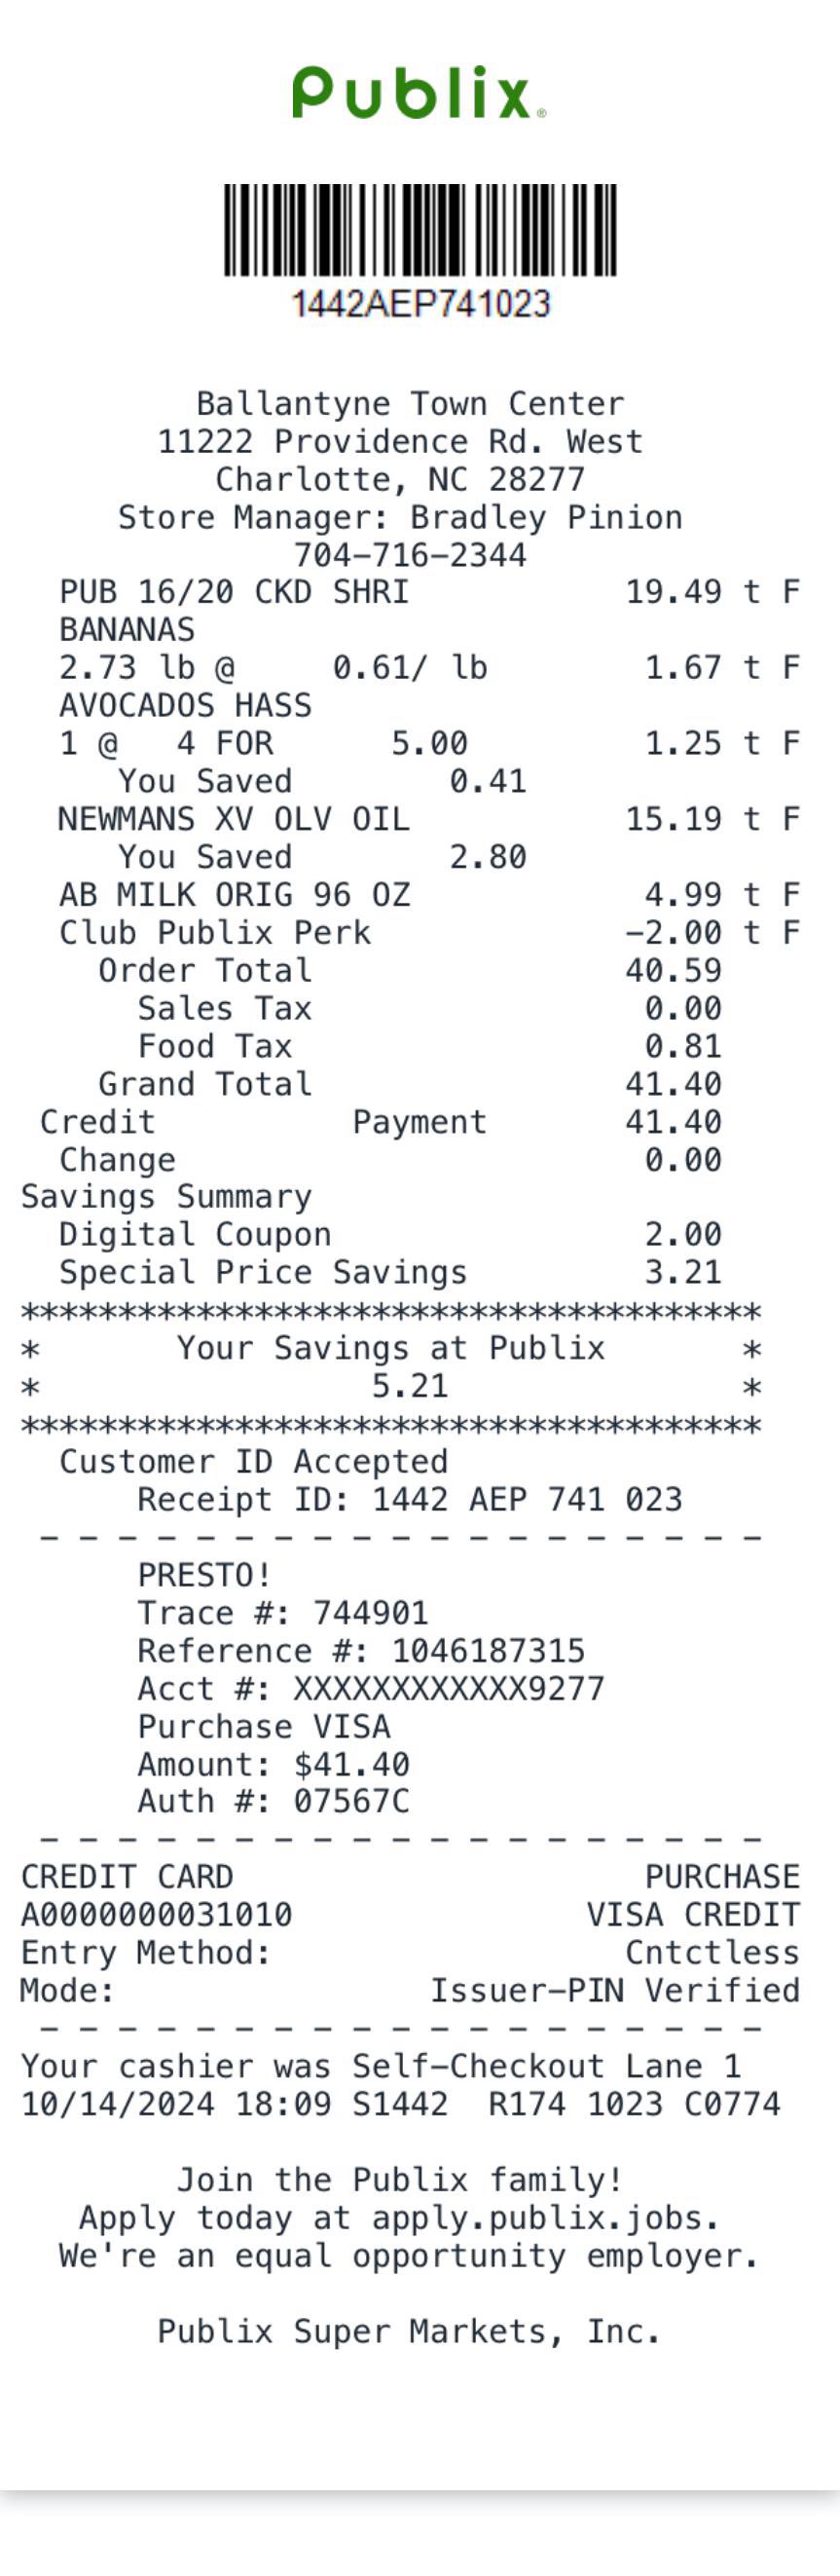 Publix®
1442AEP741023
Ballantyne Town Center
11222 Providence Rd. West
Charlotte, NC 28277
Store Manager: Bradley Pinion
704-716-2344
PUB 16/20 CKD SHRI 19.49 t F
BANANAS
2.73 lb @ 0.61/ lb 1.67 t F
AVOCADOS HASS
1 @ 4 FOR 5.00 1.25 t F
You Saved 0.41
NEWMANS XV OLV OIL 15.19 t F
You Saved 2.80
AB MILK ORIG 96 OZ 4.99 t F
Club Publix Perk -2.00 t F
Order Total 40.59
Sales Tax 0.00
Food Tax 0.81
Grand Total 41.40
Credit Payment 41.40
Change 0.00
Savings Summary
Digital Coupon 2.00
Special Price Savings 3.21
**************************************
* Your Savings at Publix *
* 5.21 *
**************************************
Customer ID Accepted
Receipt ID: 1442 AEP 741 023
- - - - - - - - - - - - - - - - - - -
PRESTO!
Trace #: 744901
Reference #: 1046187315
Acct #: XXXXXXXXXXXX9277
Purchase VISA
Amount: $41.40
Auth #: 07567C
- - - - - - - - - - - - - - - - - - -
CREDIT CARD PURCHASE
A0000000031010 VISA CREDIT
Entry Method: Cntctless
Mode: Issuer-PIN Verified
- - - - - - - - - - - - - - - - - - -
Your cashier was Self-Checkout Lane 1
10/14/2024 18:09 S1442 R174 1023 C0774
Join the Publix family!
Apply today at apply.publix.jobs.
We're an equal opportunity employer.
Publix Super Markets, Inc.